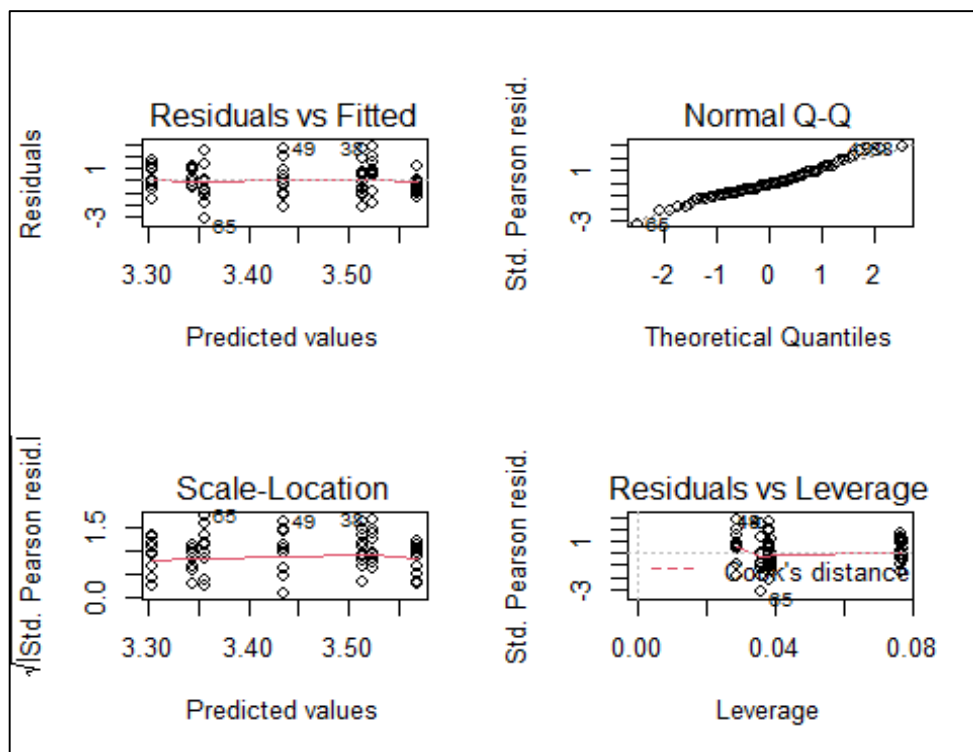 Residuals vs Fitted
Residuals
1
-3
49
38
65
3.30 3.40 3.50
Predicted values
Normal Q-Q
Std. Pearson resid.
1
-3
65
-2 -1 0 1 2
Theoretical Quantiles
Scale-Location
√|Std. Pearson resid.|
1.5
0.0
65
49
38
3.30 3.40 3.50
Predicted values
Residuals vs Leverage
Std. Pearson resid.
1
-3
Cook's distance
65
0.00 0.04 0.08
Leverage